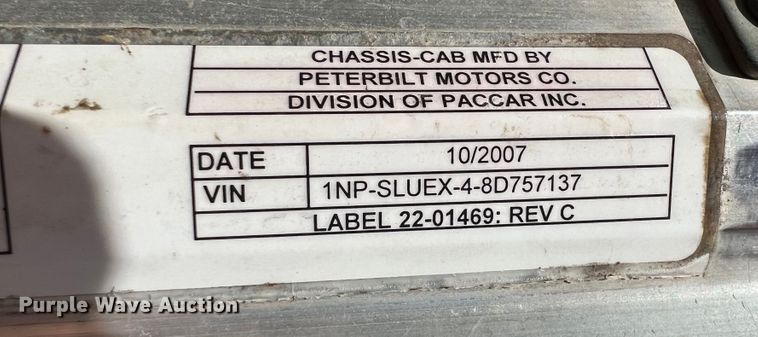 CHASSIS-CAB MFD BY
PETERBILT MOTORS CO.
DIVISION OF PACCAR INC.
DATE 10/2007
VIN 1NP-SLUEX-4-8D757137
LABEL 22-01469: REV C
Purple Wave Auction